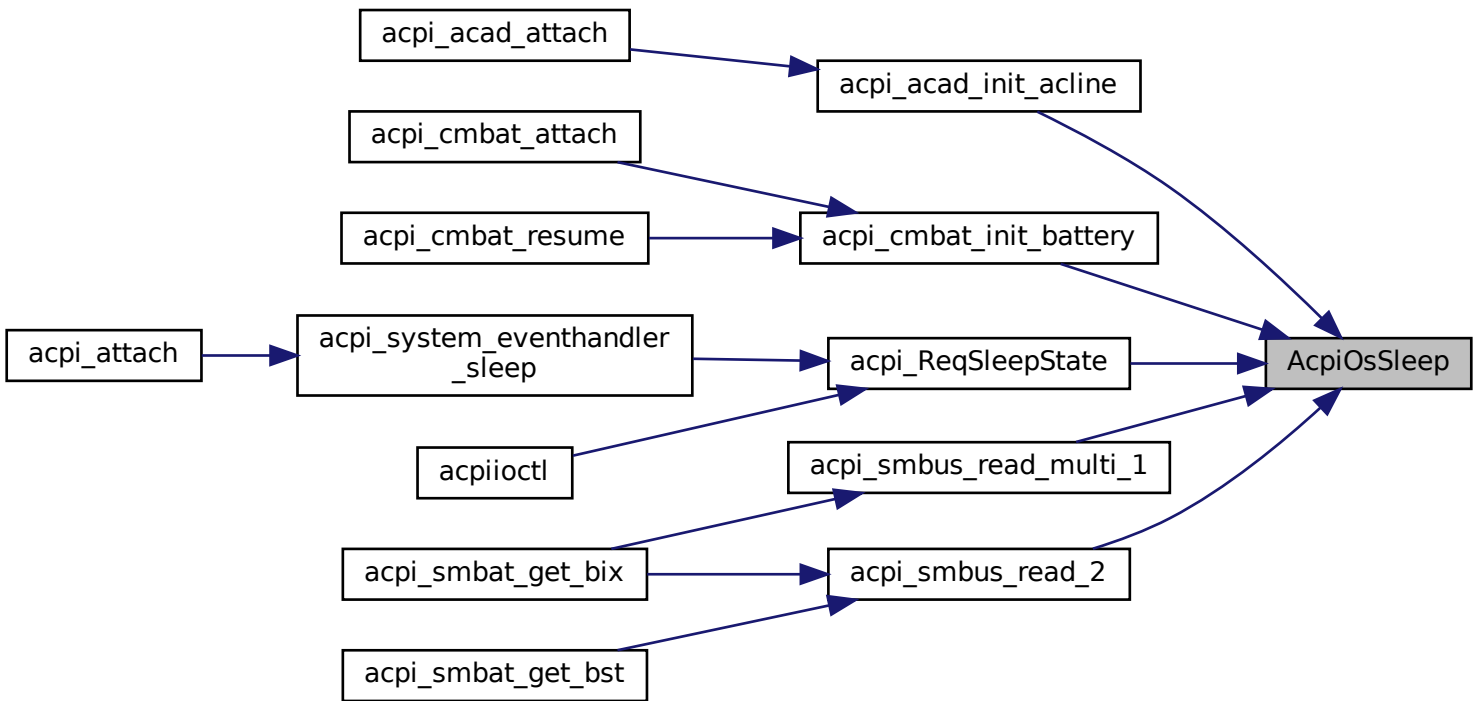 acpi_acad_attach
acpi_acad_init_acline
acpi_cmbat_attach
acpi_cmbat_resume
acpi_cmbat_init_battery
acpi_attach
acpi_system_eventhandler
_sleep
acpi_ReqSleepState
AcpiOsSleep
acpiioctl
acpi_smbus_read_multi_1
acpi_smbat_get_bix
acpi_smbus_read_2
acpi_smbat_get_bst